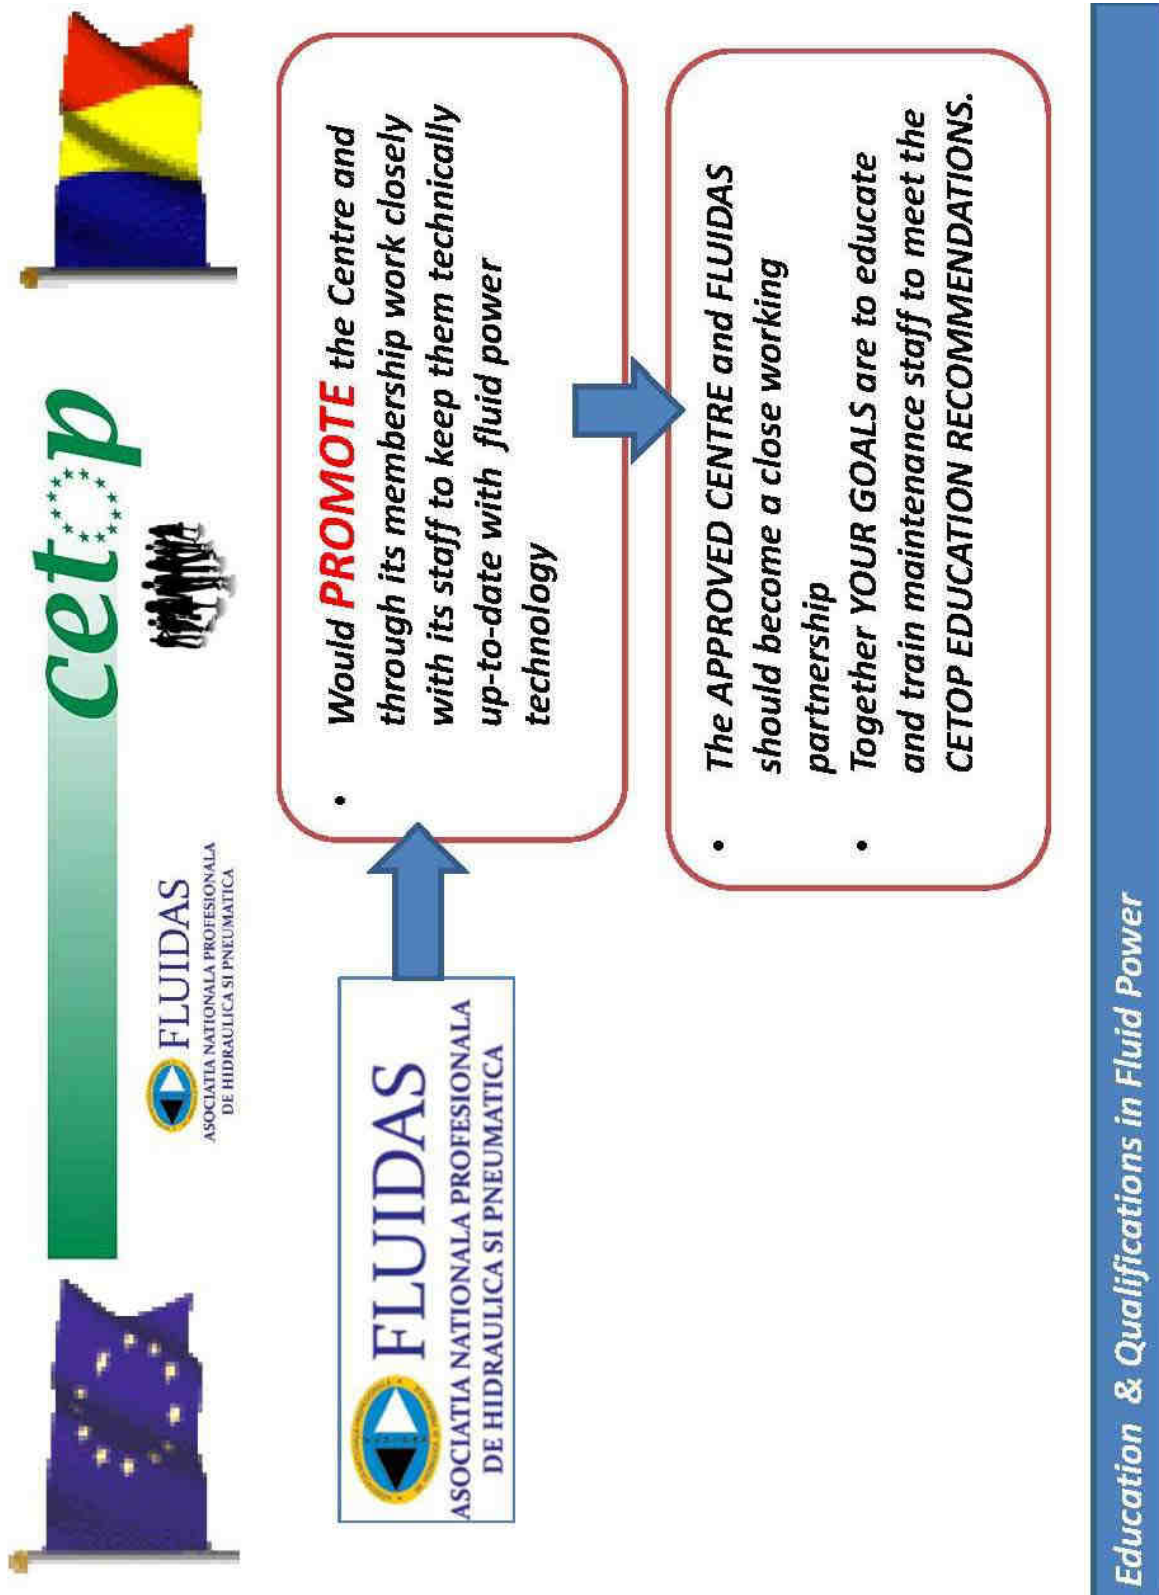 cetop
FLUIDAS
ASOCIATIA NATIONALA PROFESIONALA
DE HIDRAULICA SI PNEUMATICA
FLUIDAS
ASOCIATIA NATIONALA PROFESIONALA
DE HIDRAULICA SI PNEUMATICA
• Would PROMOTE the Centre and
through its membership work closely
with its staff to keep them technically
up-to-date with fluid power
technology
• The APPROVED CENTRE and FLUIDAS
should become a close working
partnership
• Together YOUR GOALS are to educate
and train maintenance staff to meet the
CETOP EDUCATION RECOMMENDATIONS.
Education & Qualifications in Fluid Power